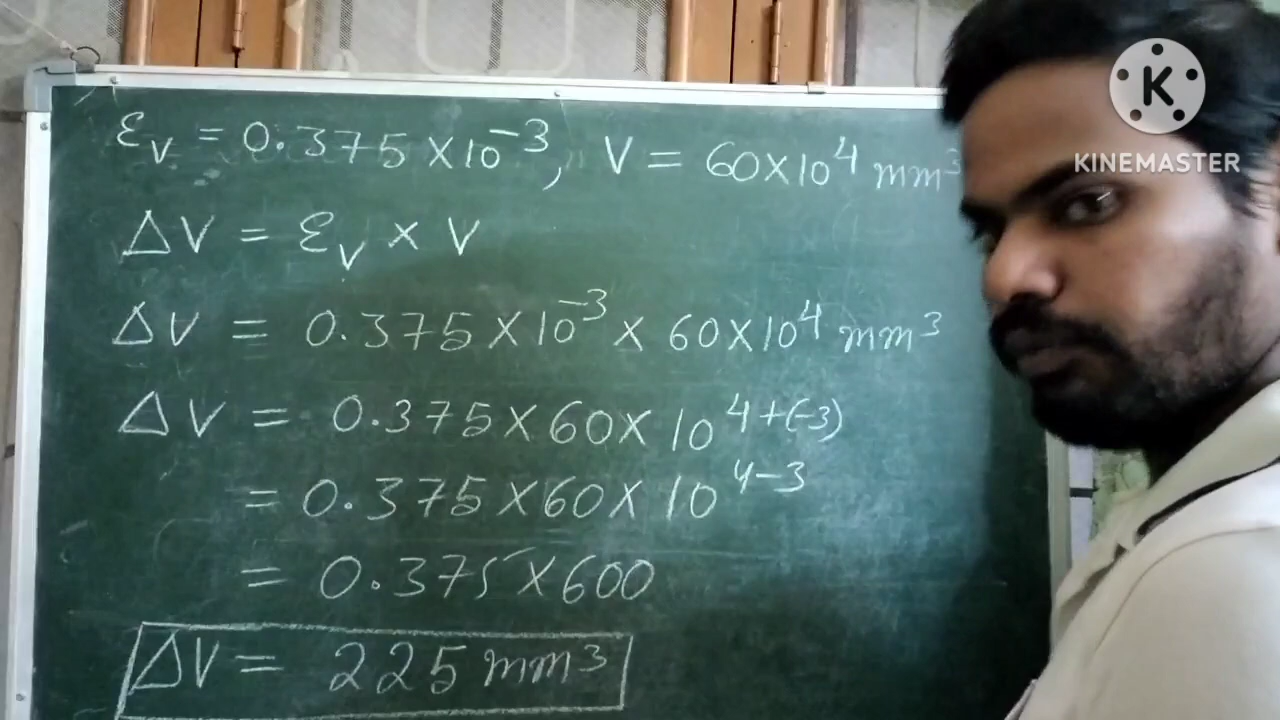 εᵥ = 0.375 × 10⁻³, V = 60×10⁴ mm³
ΔV = εᵥ × V
ΔV = 0.375 × 10⁻³ × 60×10⁴ mm³
ΔV = 0.375 × 60 × 10⁴⁺⁽⁻³⁾
= 0.375 × 60 × 10⁴⁻³
= 0.375 × 600
ΔV = 225 mm³
K
KINEMASTER